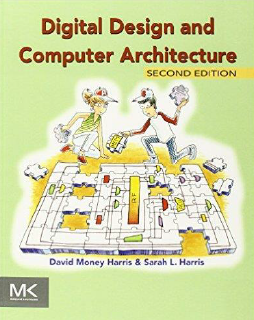 Digital Design and
Computer Architecture
SECOND EDITION
David Money Harris & Sarah L. Harris
MK